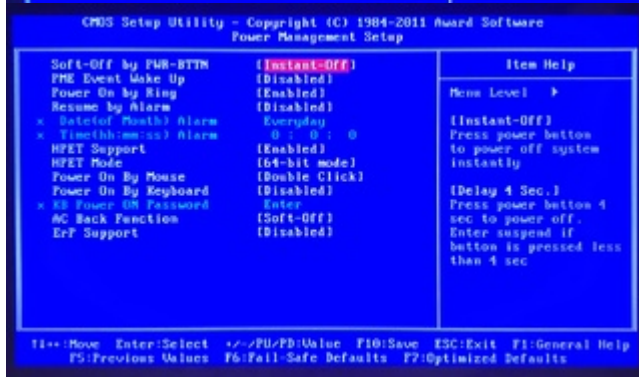 CMOS Setup Utility - Copyright (C) 1984-2011 Award Software
Power Management Setup
Soft-Off by PWR-BTTN [Instant-Off]
PME Event Wake Up [Disabled]
Power On by Ring [Enabled]
Resume by Alarm [Disabled]
x Date(of Month) Alarm Everyday
x Time(hh:mm:ss) Alarm 0 : 0 : 0
HPET Support [Enabled]
HPET Mode [64-bit mode]
Power On By Mouse [Double Click]
Power On By Keyboard [Disabled]
x KB Power ON Password Enter
AC Back Function [Soft-Off]
ErP Support [Disabled]
Item Help
Menu Level ▶
[Instant-Off]
Press power button
to power off system
instantly
[Delay 4 Sec.]
Press power button 4
sec to power off.
Enter suspend if
button is pressed less
than 4 sec
↑↓→←:Move Enter:Select +/-/PU/PD:Value F10:Save ESC:Exit F1:General Help
F5:Previous Values F6:Fail-Safe Defaults F7:Optimized Defaults